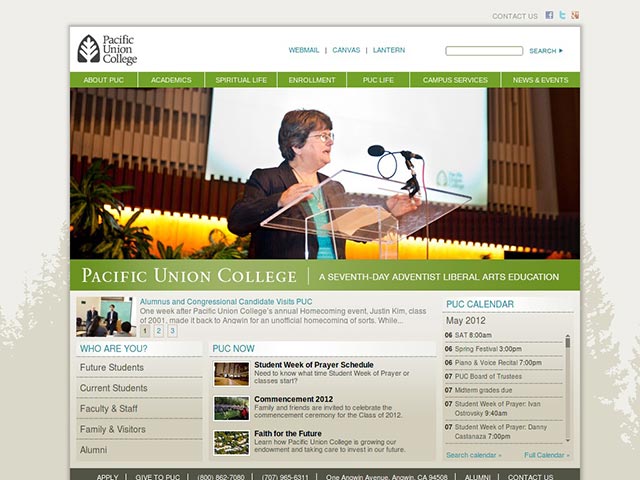 CONTACT US
Pacific
Union
College
WEBMAIL | CANVAS | LANTERN
SEARCH
ABOUT PUC
ACADEMICS
SPIRITUAL LIFE
ENROLLMENT
PUC LIFE
CAMPUS SERVICES
NEWS & EVENTS
PACIFIC UNION COLLEGE | A SEVENTH-DAY ADVENTIST LIBERAL ARTS EDUCATION
Alumnus and Congressional Candidate Visits PUC
One week after Pacific Union College's annual Homecoming event, Justin Kim, class
of 2001, made it back to Angwin for an unofficial homecoming of sorts. While...
1 2 3
WHO ARE YOU?
Future Students
Current Students
Faculty & Staff
Family & Visitors
Alumni
PUC NOW
Student Week of Prayer Schedule
Need to know what time Student Week of Prayer or
classes start?
Commencement 2012
Family and friends are invited to celebrate the
commencement ceremony for the Class of 2012.
Faith for the Future
Learn how Pacific Union College is growing our
endowment and taking care to invest in our future.
PUC CALENDAR
May 2012
06 SAT 8:00am
06 Spring Festival 3:00pm
06 Piano & Voice Recital 7:00pm
07 PUC Board of Trustees
07 Midterm grades due
07 Student Week of Prayer: Ivan
Ostrovsky 9:40am
07 Student Week of Prayer: Danny
Castanaza 7:00pm
Search calendar »
Full Calendar »
APPLY | GIVE TO PUC | (800) 862-7080 | (707) 965-6311 | One Angwin Avenue, Angwin, CA 94508 | ALUMNI | CONTACT US